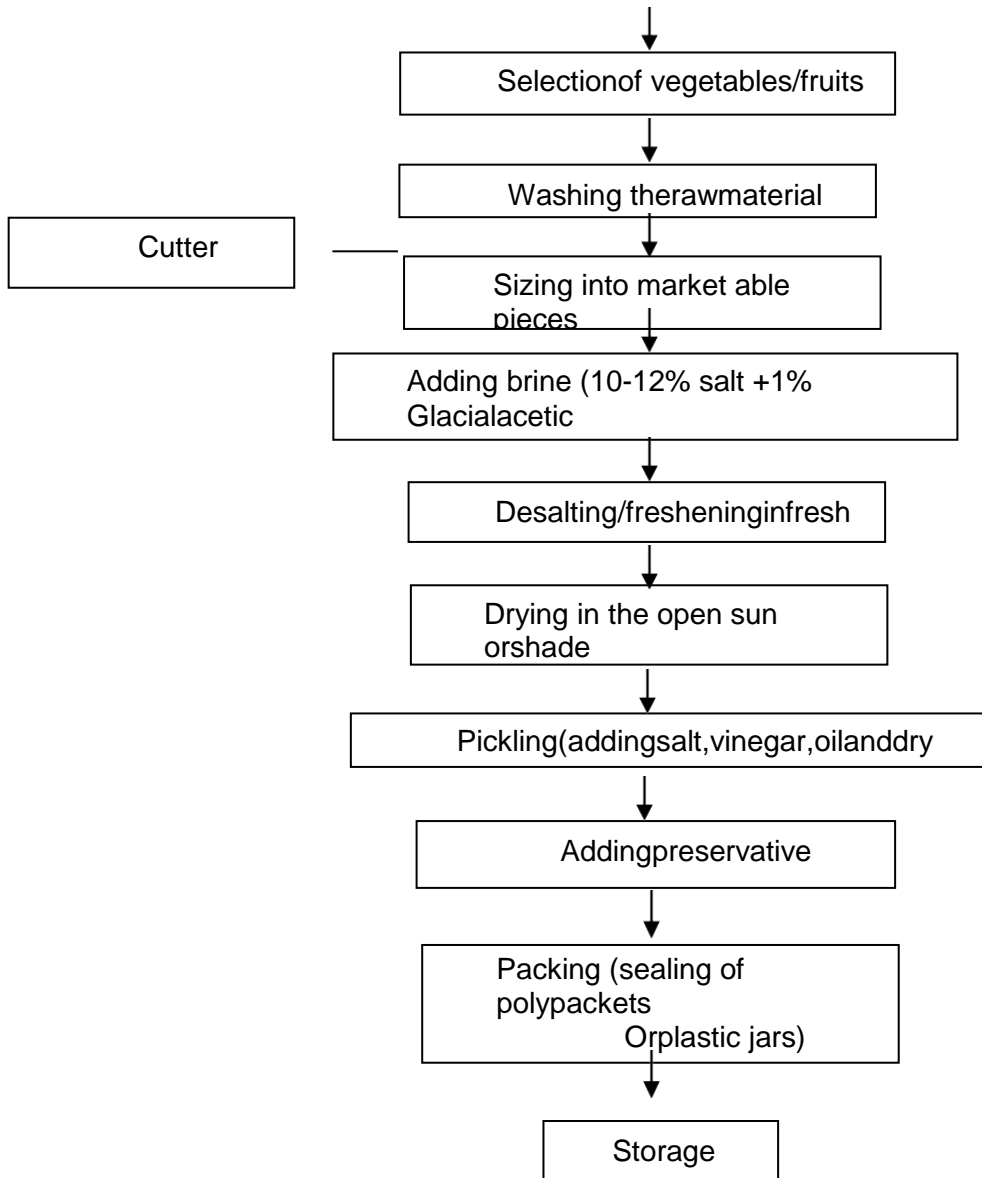 Selectionof vegetables/fruits
Washing therawmaterial
Cutter
Sizing into market able
pieces
Adding brine (10-12% salt +1%
Glacialacetic
Desalting/fresheninginfresh
Drying in the open sun
orshade
Pickling(addingsalt,vinegar,oilanddry
Addingpreservative
Packing (sealing of
polypackets
Orplastic jars)
Storage